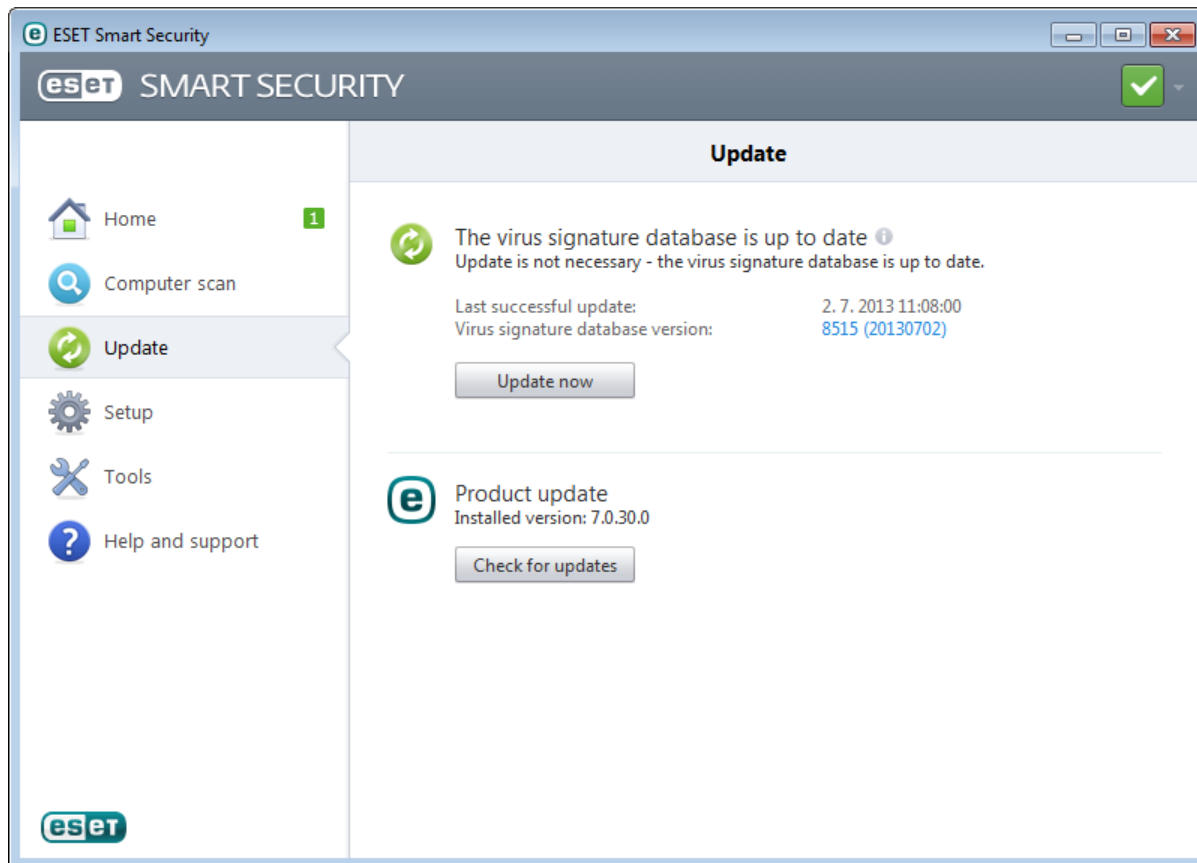 ESET Smart Security
eset SMART SECURITY
Update
Home 1
Computer scan
Update
Setup
Tools
Help and support
The virus signature database is up to date
Update is not necessary - the virus signature database is up to date.
Last successful update: 2. 7. 2013 11:08:00
Virus signature database version: 8515 (20130702)
Update now
Product update
Installed version: 7.0.30.0
Check for updates
eset